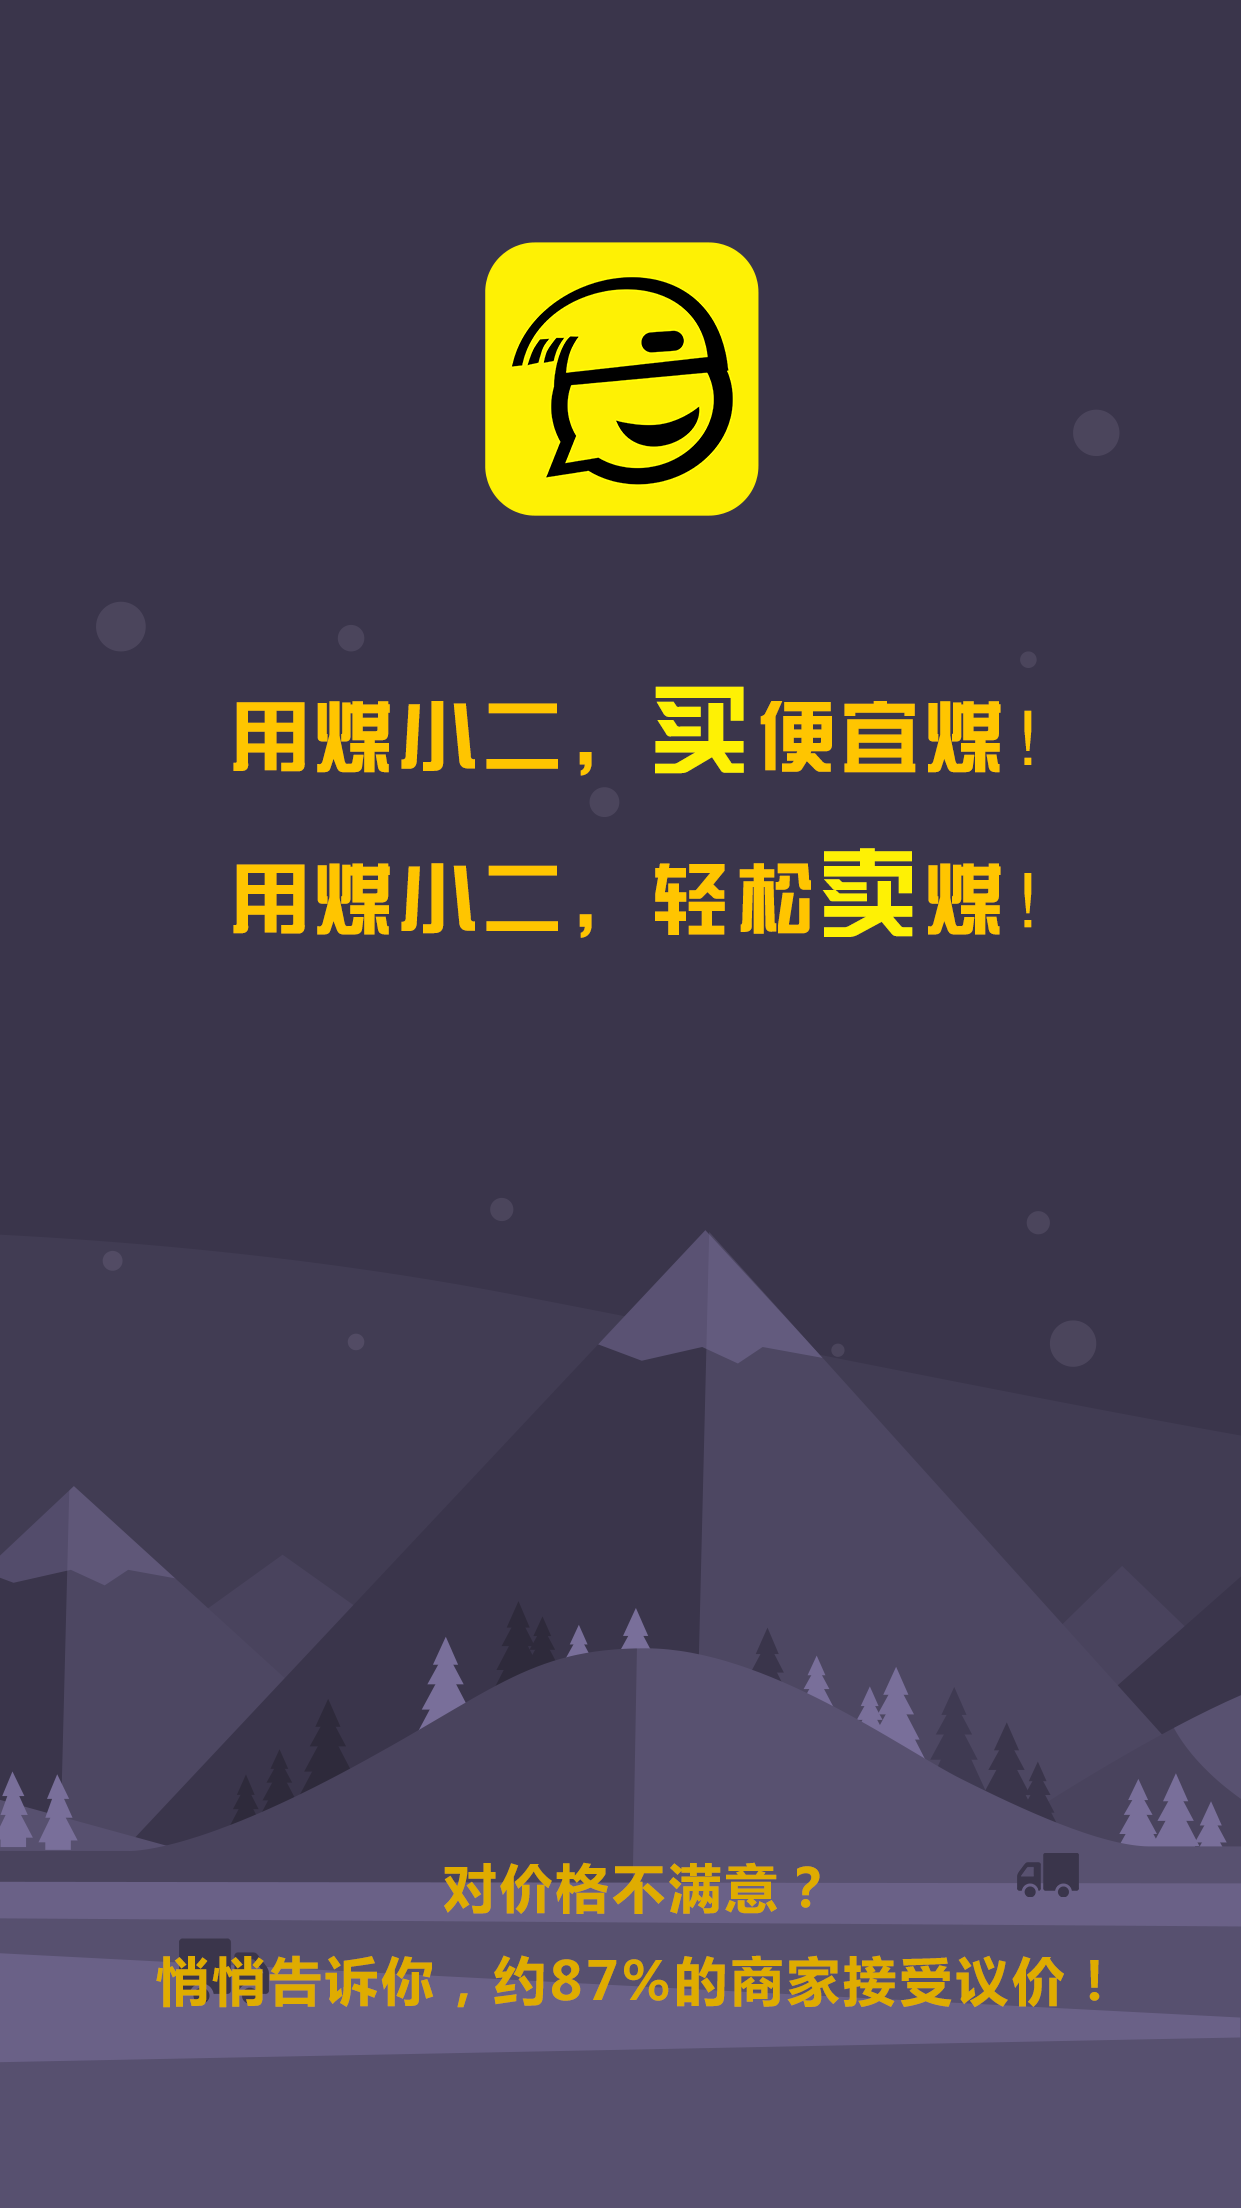 用煤小二，买便宜煤！
用煤小二，轻松卖煤！
对价格不满意？
悄悄告诉你，约87%的商家接受议价！